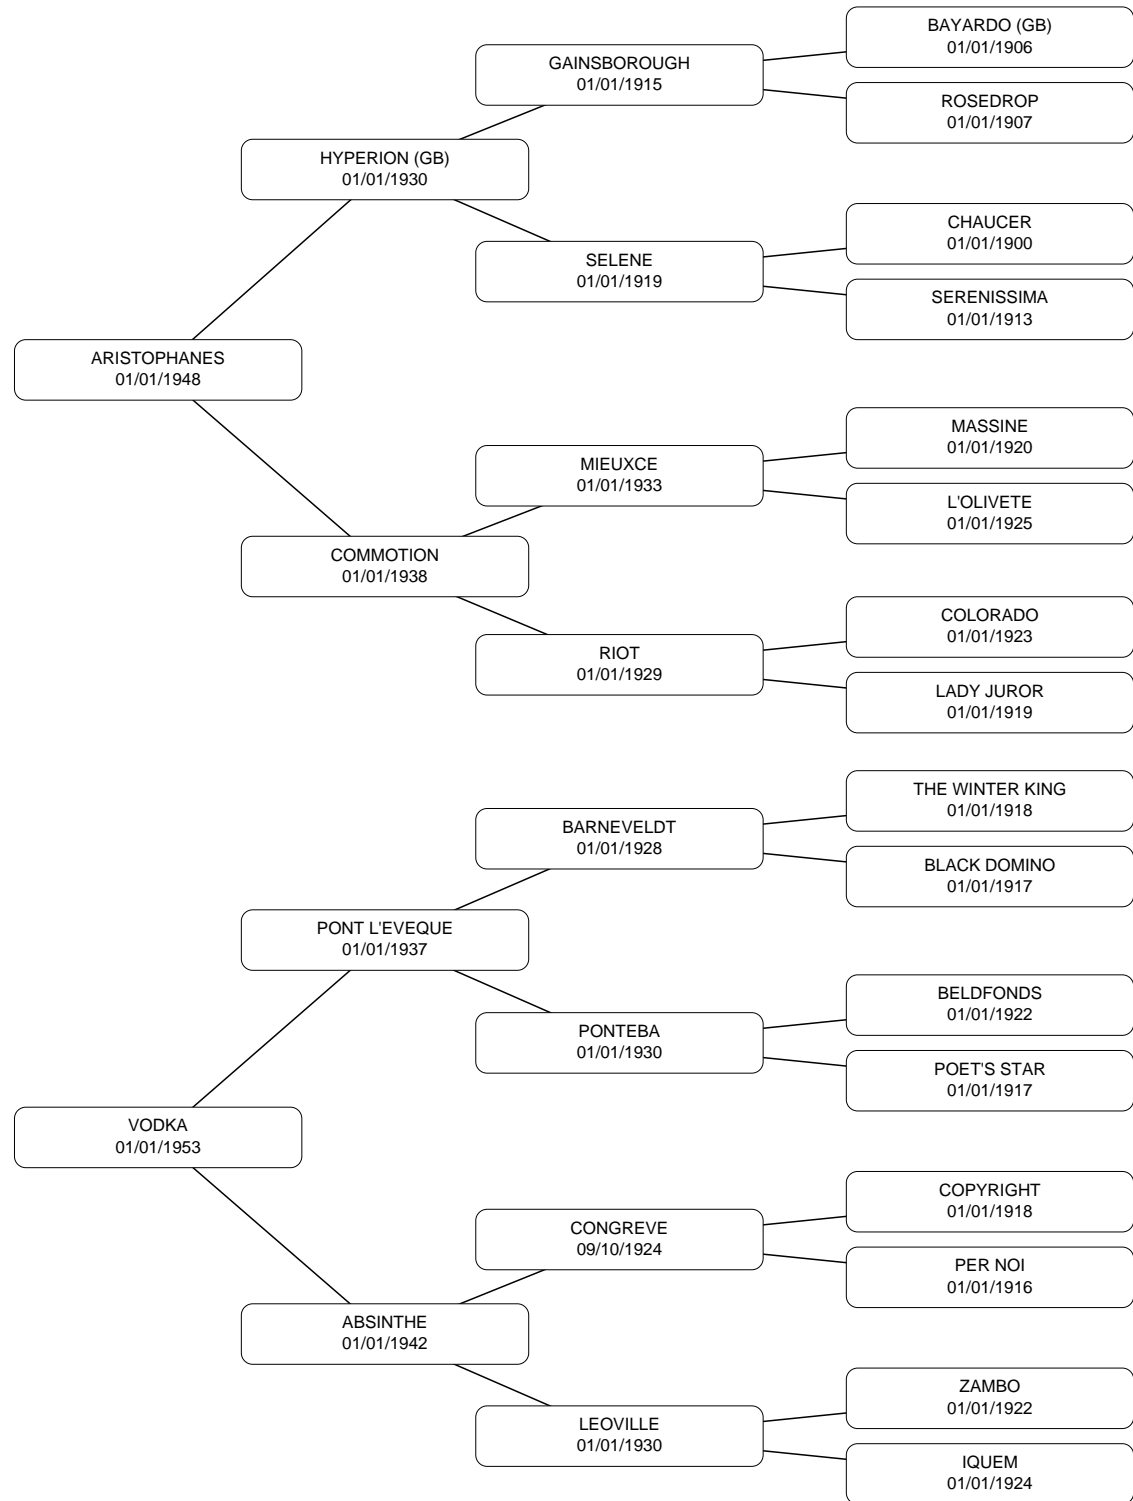 BAYARDO (GB)
01/01/1906
GAINSBOROUGH
01/01/1915
ROSEDROP
01/01/1907
HYPERION (GB)
01/01/1930
CHAUCER
01/01/1900
SELENE
01/01/1919
SERENISSIMA
01/01/1913
ARISTOPHANES
01/01/1948
MASSINE
01/01/1920
MIEUXCE
01/01/1933
L'OLIVETE
01/01/1925
COMMOTION
01/01/1938
COLORADO
01/01/1923
RIOT
01/01/1929
LADY JUROR
01/01/1919
THE WINTER KING
01/01/1918
BARNEVELDT
01/01/1928
BLACK DOMINO
01/01/1917
PONT L'EVEQUE
01/01/1937
BELDFONDS
01/01/1922
PONTEBA
01/01/1930
POET'S STAR
01/01/1917
VODKA
01/01/1953
COPYRIGHT
01/01/1918
CONGREVE
09/10/1924
PER NOI
01/01/1916
ABSINTHE
01/01/1942
ZAMBO
01/01/1922
LEOVILLE
01/01/1930
IQUEM
01/01/1924